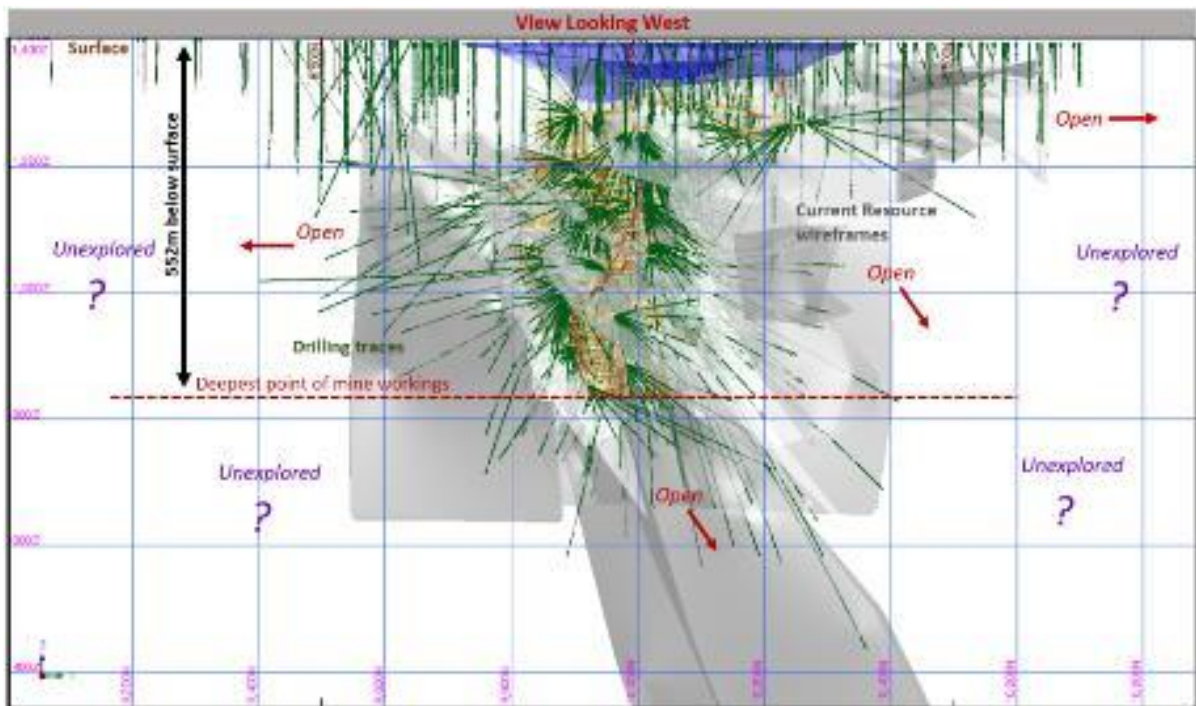 View Looking West
Surface
Open
552m below surface
Current Resource
wireframes
Open
Unexplored
?
Open
Unexplored
?
Drilling traces
Deepest point of mine workings
Unexplored
?
Open
Unexplored
?